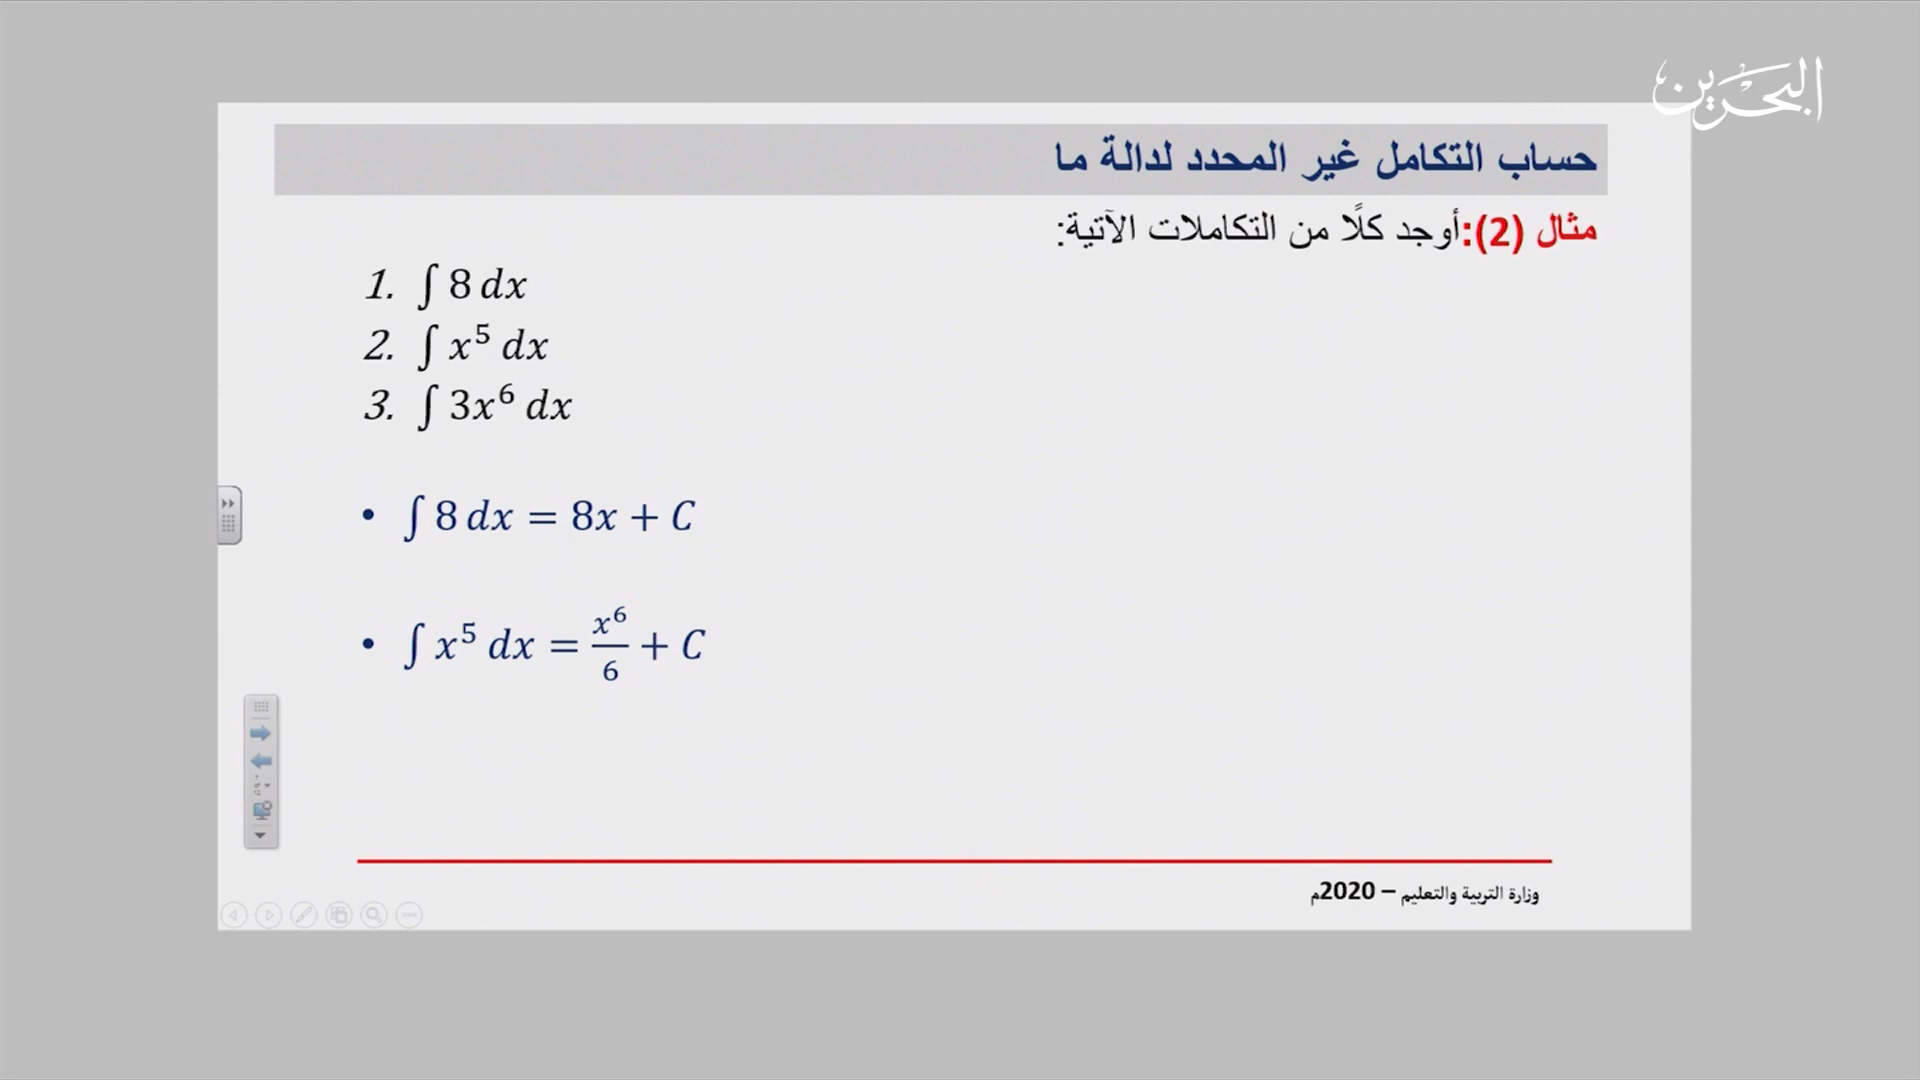 البحرين
حساب التكامل غير المحدد لدالة ما
مثال (2):أوجد كلًا من التكاملات الآتية:
1. ∫ 8 dx
2. ∫ x⁵ dx
3. ∫ 3x⁶ dx
• ∫ 8 dx = 8x + C
• ∫ x⁵ dx = x⁶/6 + C
وزارة التربية والتعليم – 2020م